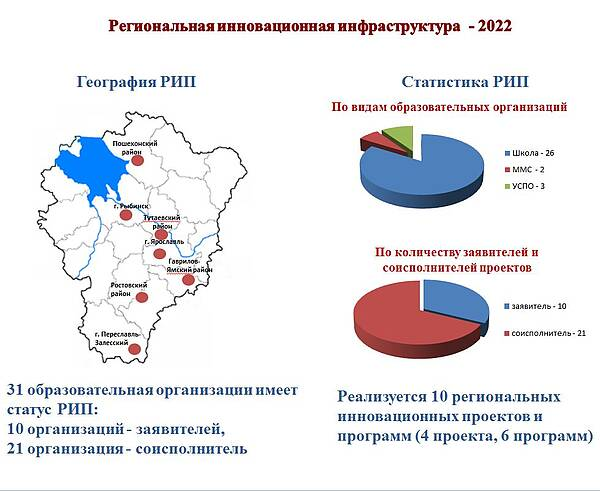 Региональная инновационная инфраструктура - 2022
География РИП
Пошехонский
район
г. Рыбинск
Тутаевский
район
г. Ярославль
Гаврилов-
Ямский район
Ростовский
район
г. Переславль-
Залесский
31 образовательная организации имеет
статус РИП:
10 организаций - заявителей,
21 организация - соисполнитель
Статистика РИП
По видам образовательных организаций
Школа - 26
ММС - 2
УСПО - 3
По количеству заявителей и
соисполнителей проектов
заявитель - 10
соисполнитель - 21
Реализуется 10 региональных
инновационных проектов и
программ (4 проекта, 6 программ)